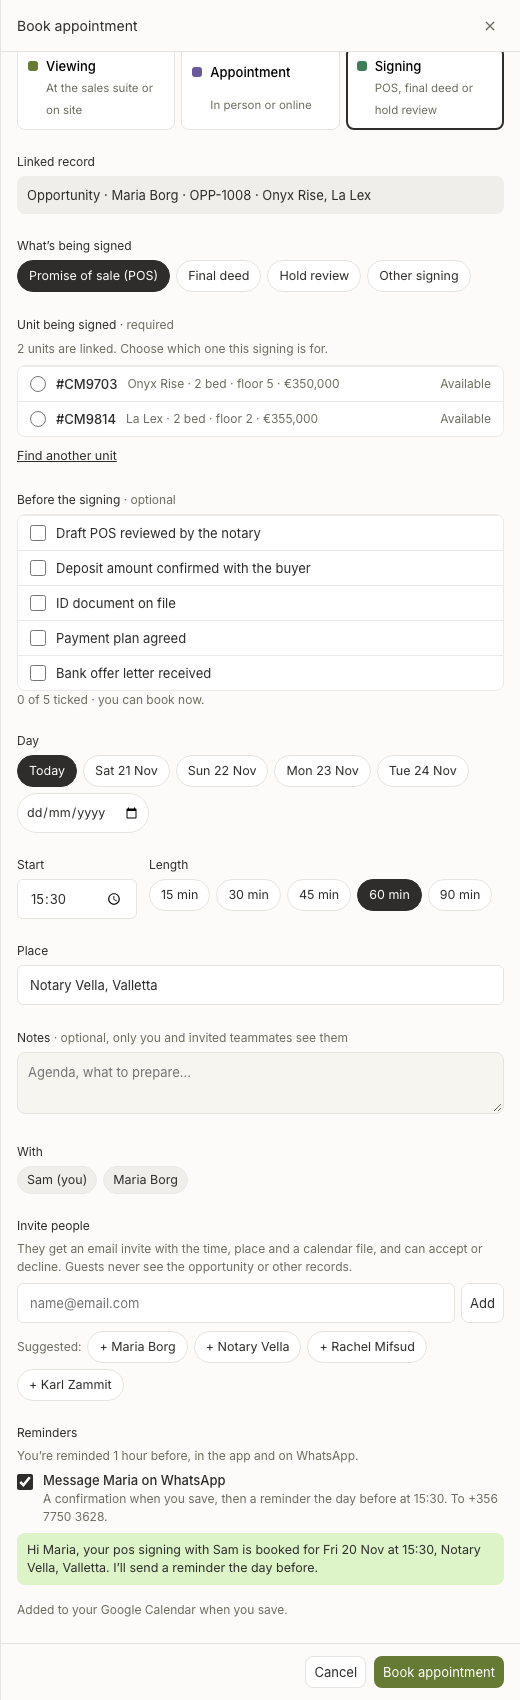 Book appointment
Viewing
At the sales suite or
on site
Appointment
In person or online
Signing
POS, final deed or
hold review
Linked record
Opportunity · Maria Borg · OPP-1008 · Onyx Rise, La Lex
What’s being signed
Promise of sale (POS) Final deed Hold review Other signing
Unit being signed · required
2 units are linked. Choose which one this signing is for.
#CM9703 Onyx Rise · 2 bed · floor 5 · €350,000 Available
#CM9814 La Lex · 2 bed · floor 2 · €355,000 Available
Find another unit
Before the signing · optional
Draft POS reviewed by the notary
Deposit amount confirmed with the buyer
ID document on file
Payment plan agreed
Bank offer letter received
0 of 5 ticked · you can book now.
Day
Today Sat 21 Nov Sun 22 Nov Mon 23 Nov Tue 24 Nov
dd/mm/yyyy
Start Length
15:30 15 min 30 min 45 min 60 min 90 min
Place
Notary Vella, Valletta
Notes · optional, only you and invited teammates see them
Agenda, what to prepare...
With
Sam (you) Maria Borg
Invite people
They get an email invite with the time, place and a calendar file, and can accept or
decline. Guests never see the opportunity or other records.
name@email.com Add
Suggested: + Maria Borg + Notary Vella + Rachel Mifsud
+ Karl Zammit
Reminders
You’re reminded 1 hour before, in the app and on WhatsApp.
Message Maria on WhatsApp
A confirmation when you save, then a reminder the day before at 15:30. To +356
7750 3628.
Hi Maria, your pos signing with Sam is booked for Fri 20 Nov at 15:30, Notary
Vella, Valletta. I’ll send a reminder the day before.
Added to your Google Calendar when you save.
Cancel Book appointment